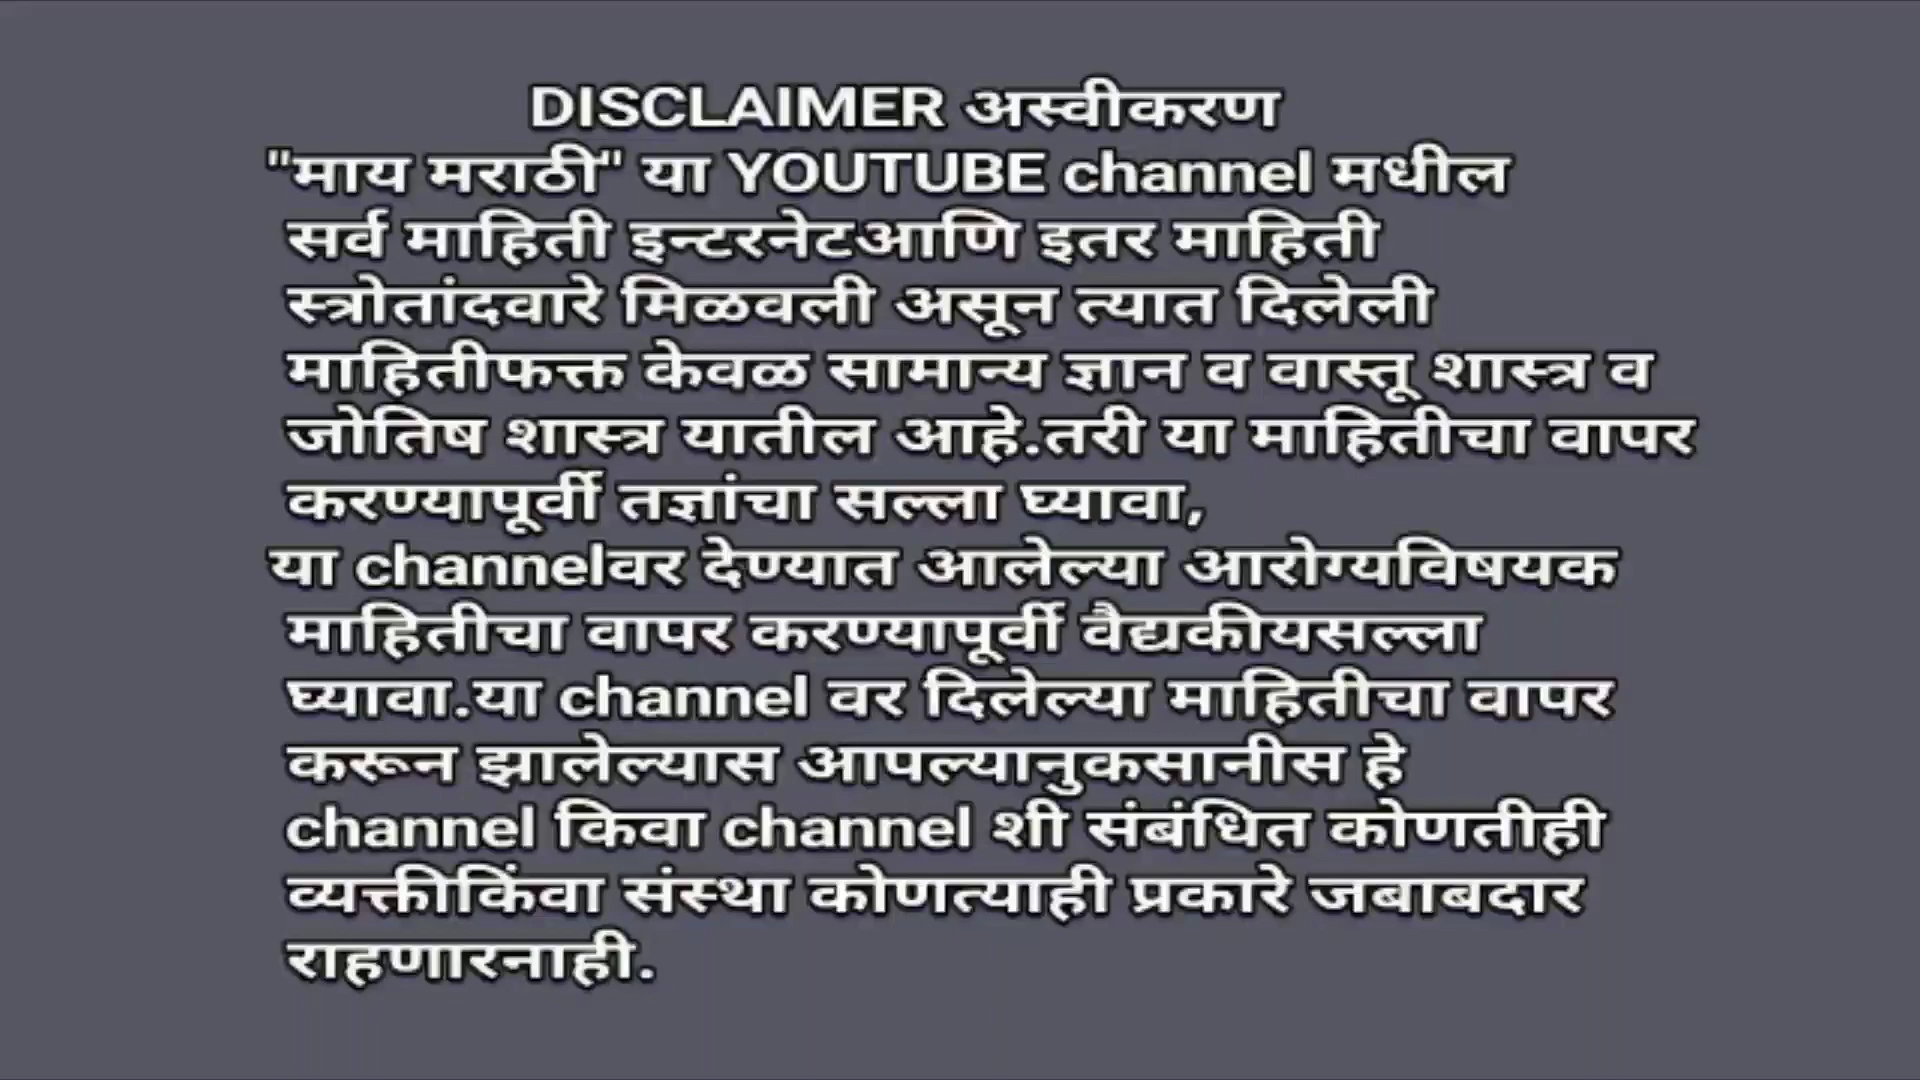 DISCLAIMER अस्वीकरण
"माय मराठी" या YOUTUBE channel मधील
सर्व माहिती इन्टरनेटआणि इतर माहिती
स्त्रोतांदवारे मिळवली असून त्यात दिलेली
माहितीफक्त केवळ सामान्य ज्ञान व वास्तू शास्त्र व
जोतिष शास्त्र यातील आहे.तरी या माहितीचा वापर
करण्यापूर्वी तज्ञांचा सल्ला घ्यावा,
या channelवर देण्यात आलेल्या आरोग्यविषयक
माहितीचा वापर करण्यापूर्वी वैद्यकीयसल्ला
घ्यावा.या channel वर दिलेल्या माहितीचा वापर
करून झालेल्यास आपल्यानुकसानीस हे
channel किवा channel शी संबंधित कोणतीही
व्यक्तीकिंवा संस्था कोणत्याही प्रकारे जबाबदार
राहणारनाही.